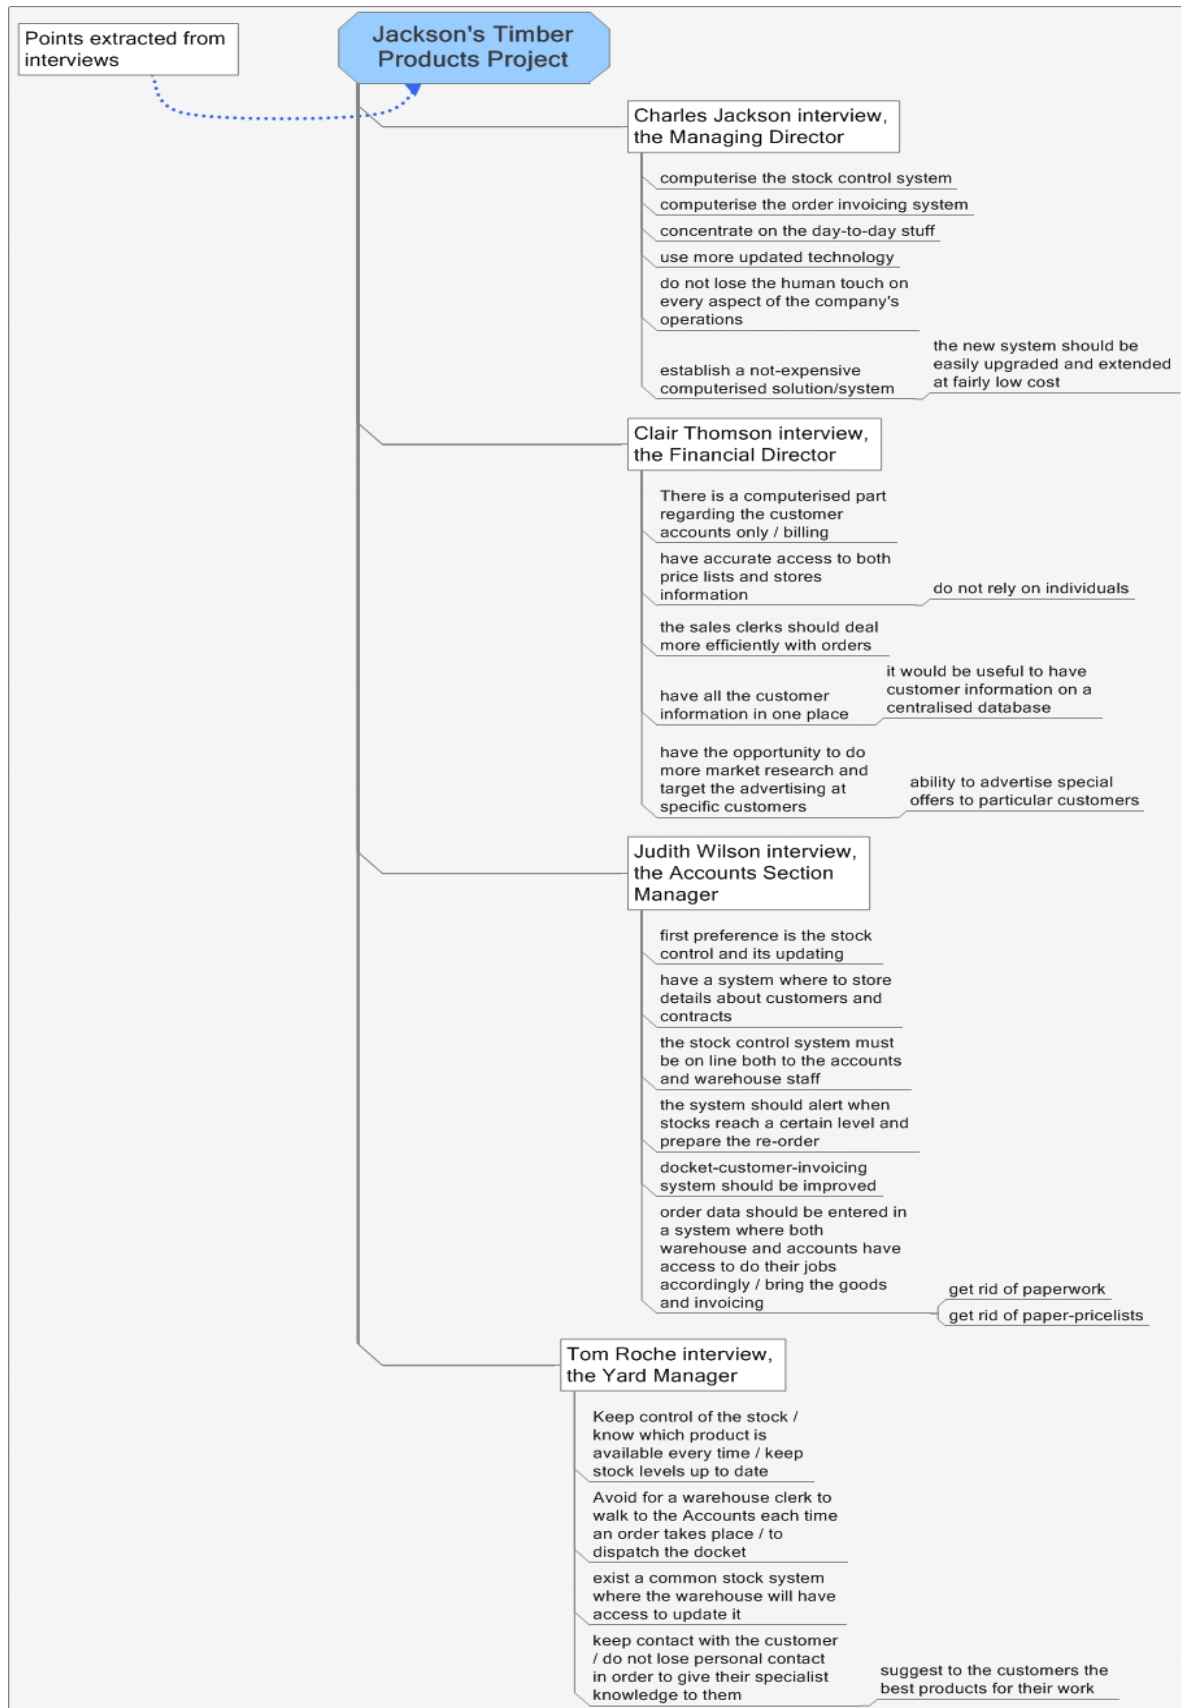 Points extracted from
interviews
Jackson's Timber
Products Project
Charles Jackson interview,
the Managing Director
computerise the stock control system
computerise the order invoicing system
concentrate on the day-to-day stuff
use more updated technology
do not lose the human touch on
every aspect of the company's
operations
establish a not-expensive
computerised solution/system
the new system should be
easily upgraded and extended
at fairly low cost
Clair Thomson interview,
the Financial Director
There is a computerised part
regarding the customer
accounts only / billing
have accurate access to both
price lists and stores
information
do not rely on individuals
the sales clerks should deal
more efficiently with orders
have all the customer
information in one place
it would be useful to have
customer information on a
centralised database
have the opportunity to do
more market research and
target the advertising at
specific customers
ability to advertise special
offers to particular customers
Judith Wilson interview,
the Accounts Section
Manager
first preference is the stock
control and its updating
have a system where to store
details about customers and
contracts
the stock control system must
be on line both to the accounts
and warehouse staff
the system should alert when
stocks reach a certain level and
prepare the re-order
docket-customer-invoicing
system should be improved
order data should be entered in
a system where both
warehouse and accounts have
access to do their jobs
accordingly / bring the goods
and invoicing
get rid of paperwork
get rid of paper-pricelists
Tom Roche interview,
the Yard Manager
Keep control of the stock /
know which product is
available every time / keep
stock levels up to date
Avoid for a warehouse clerk to
walk to the Accounts each time
an order takes place / to
dispatch the docket
exist a common stock system
where the warehouse will have
access to update it
keep contact with the customer
/ do not lose personal contact
in order to give their specialist
knowledge to them
suggest to the customers the
best products for their work